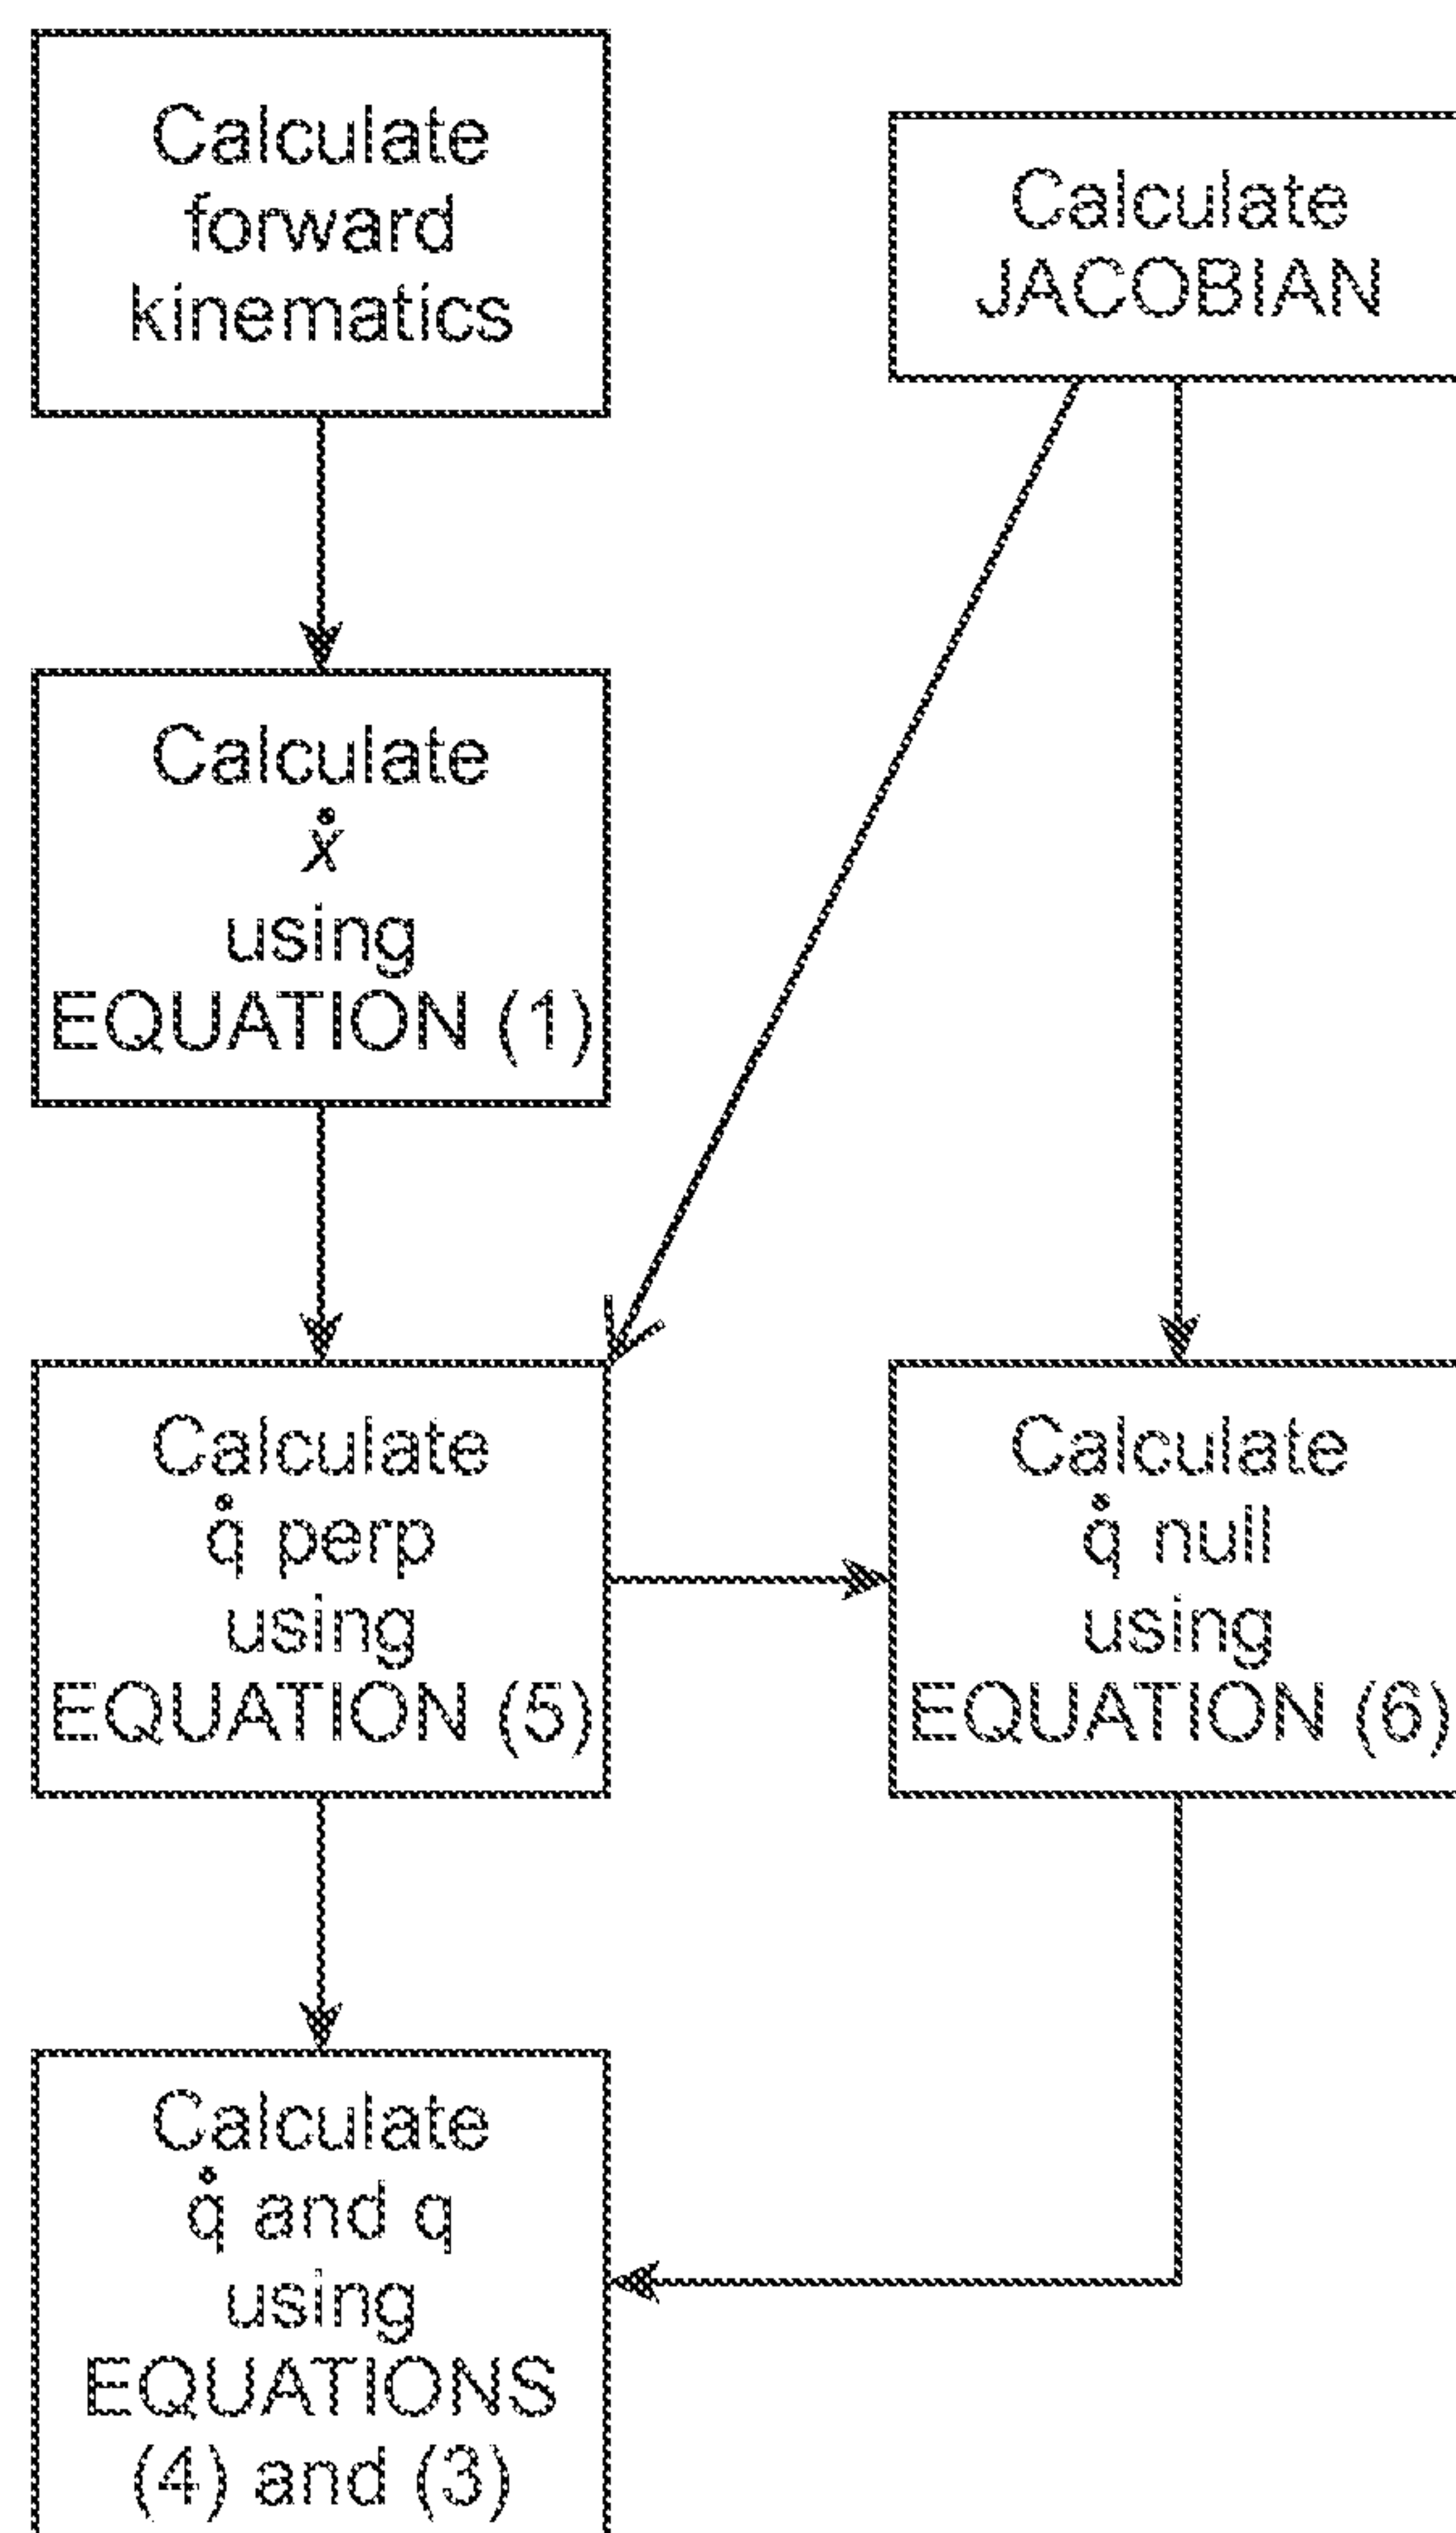 Calculate
forward
kinematics
Calculate
JACOBIAN
Calculate
ẋ
using
EQUATION (1)
Calculate
q̇ perp
using
EQUATION (5)
Calculate
q̇ null
using
EQUATION (6)
Calculate
q̇ and q
using
EQUATIONS
(4) and (3)